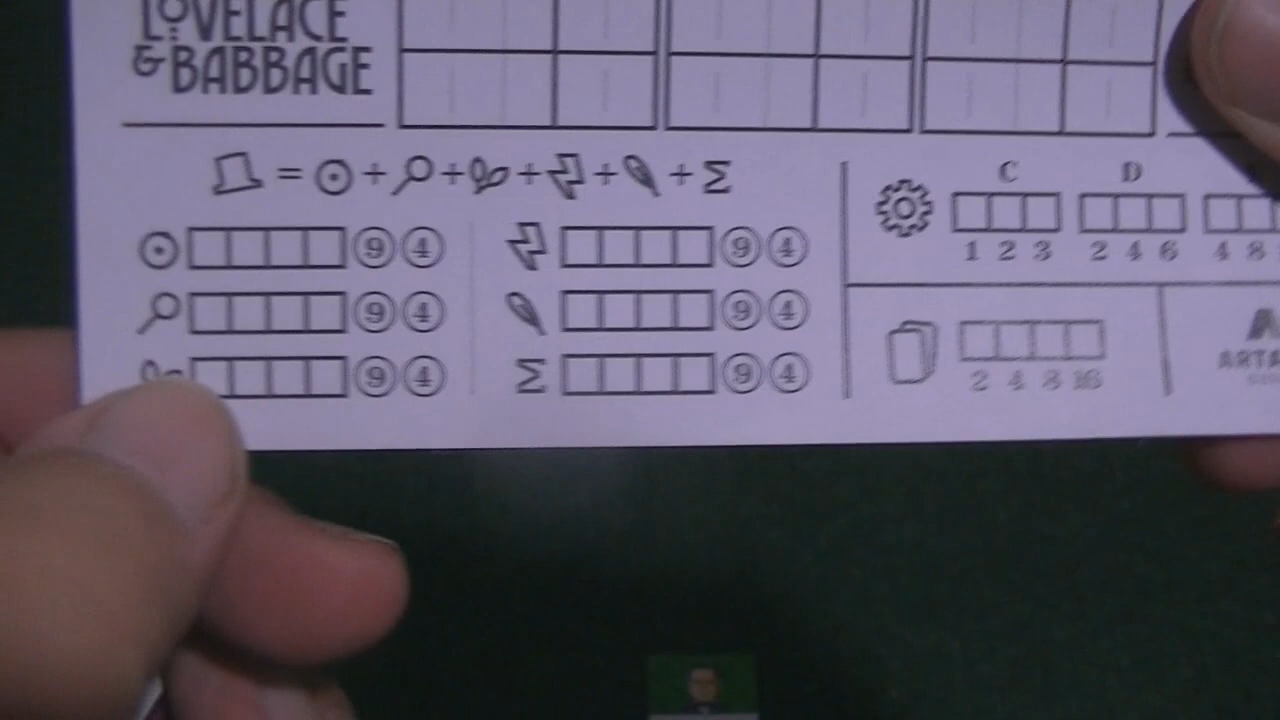 LOVELACE
&BABBAGE
= + + + + + Σ
C D
9 4 9 4
1 2 3 2 4 6 4 8
9 4 9 4
9 4 Σ 9 4
2 4 8 16